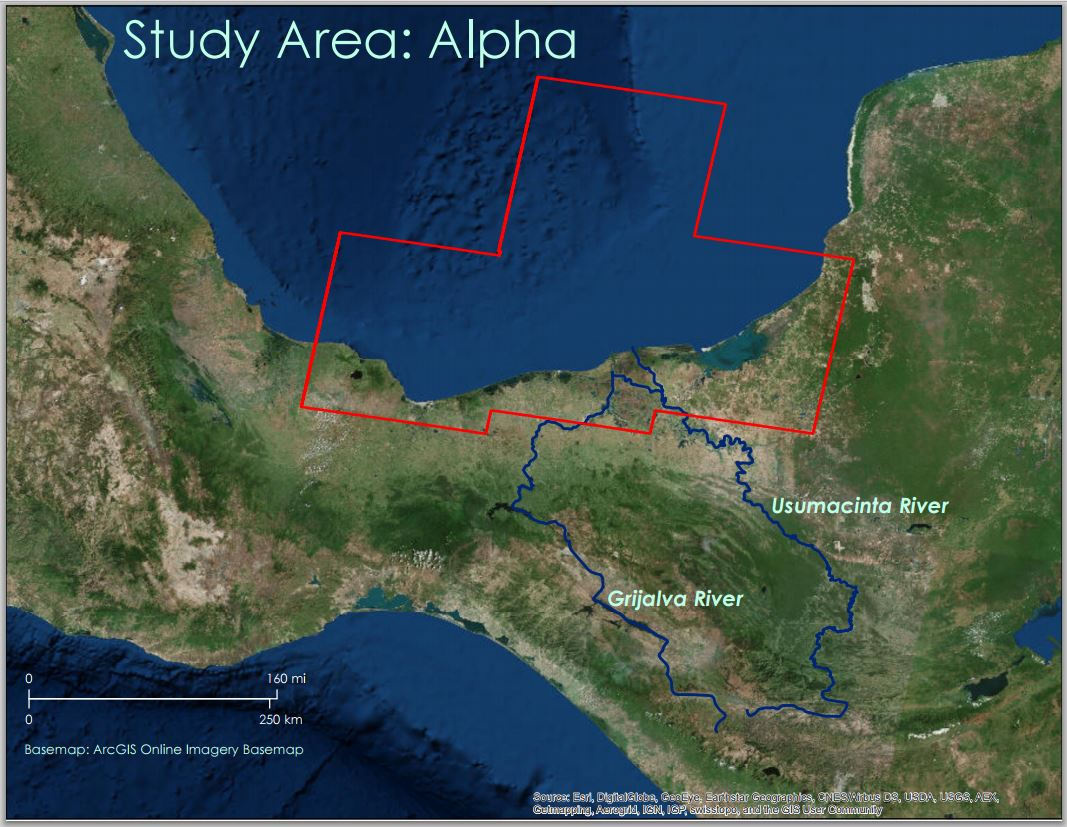 Study Area: Alpha
Usumacinta River
Grijalva River
0 160 mi
0 250 km
Basemap: ArcGIS Online Imagery Basemap
Source: Esri, DigitalGlobe, GeoEye, Earthstar Geographics, CNES/Airbus DS, USDA, USGS, AEX,
Getmapping, Aerogrid, IGN, IGP, swisstopo, and the GIS User Community